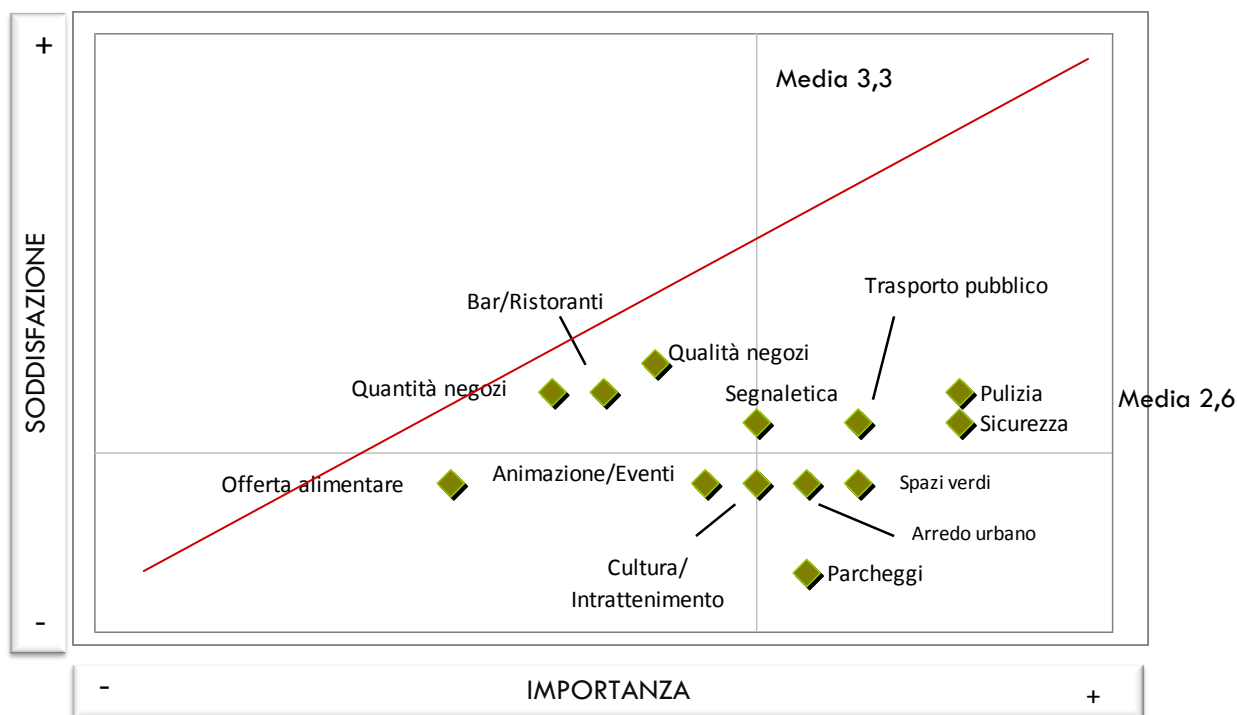 +
Media 3,3
SODDISFAZIONE
Trasporto pubblico
Bar/Ristoranti
Qualità negozi
Quantità negozi
Segnaletica
Pulizia
Media 2,6
Sicurezza
Animazione/Eventi
Offerta alimentare
Spazi verdi
Arredo urbano
Cultura/
Intrattenimento
Parcheggi
-
-
IMPORTANZA
+